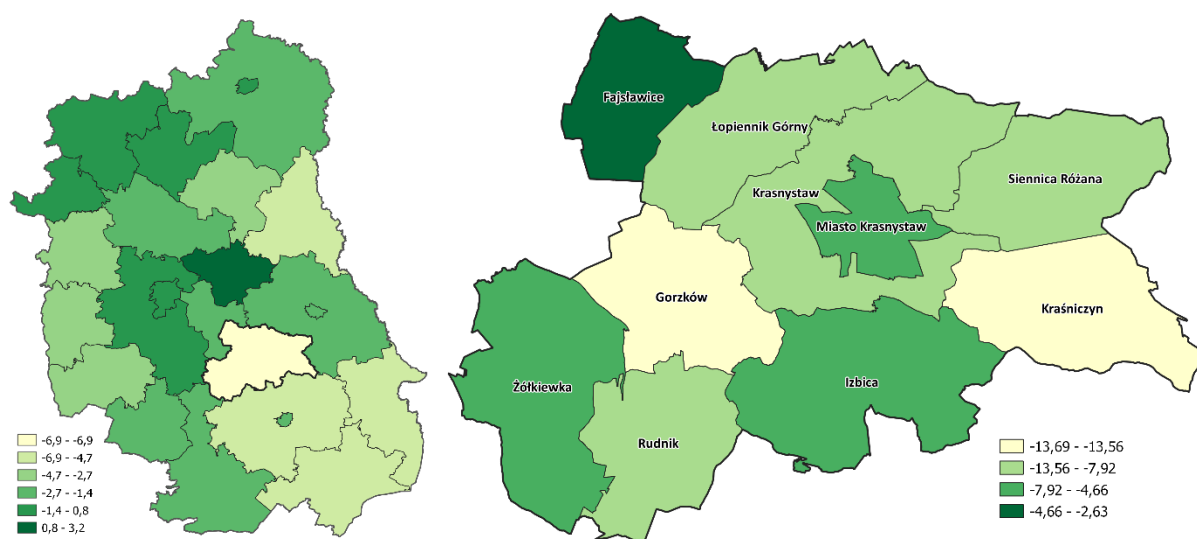 -6,9 - -6,9
-6,9 - -4,7
-4,7 - -2,7
-2,7 - -1,4
-1,4 - 0,8
0,8 - 3,2
Fajsławice
Łopiennik Górny
Siennica Różana
Krasnystaw
Miasto Krasnystaw
Gorzków
Kraśniczyn
Żółkiewka
Izbica
Rudnik
-13,69 - -13,56
-13,56 - -7,92
-7,92 - -4,66
-4,66 - -2,63